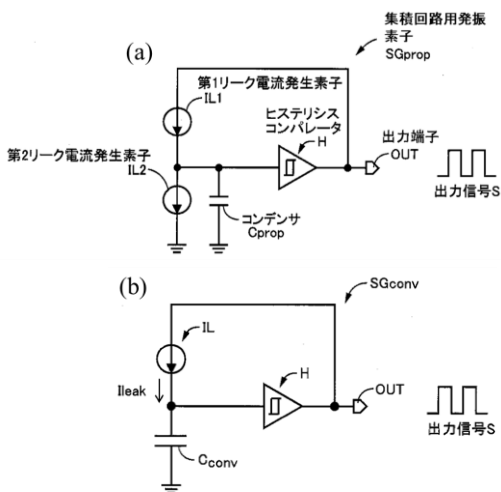 集積回路用発振
素子
SGprop
(a)
第1リーク電流発生素子
IL1
ヒステリシス
コンパレータ
H
出力端子
OUT
第2リーク電流発生素子
IL2
コンデンサ
Cprop
出力信号S
(b)
SGconv
IL
Ileak
H
OUT
Cconv
出力信号S